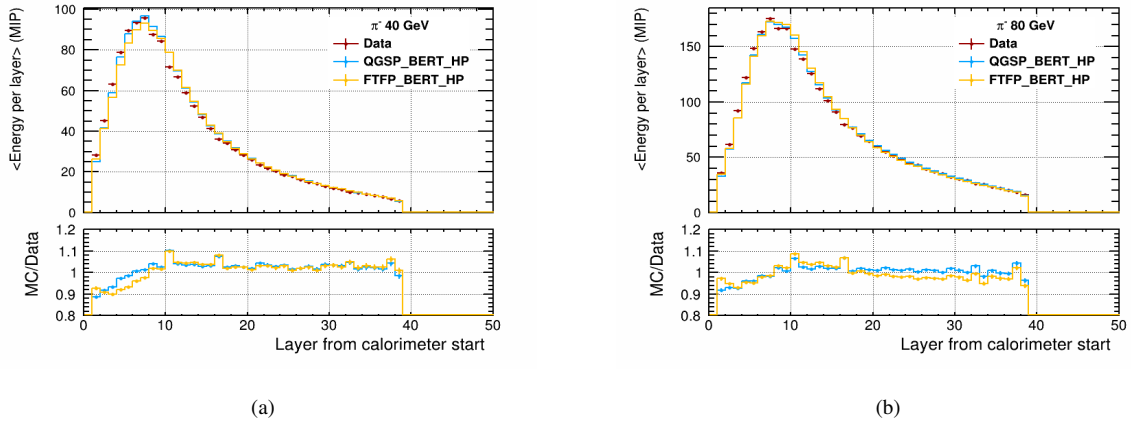 <Energy per layer> (MIP)
100
80
60
40
20
0
π⁻ 40 GeV
Data
QGSP_BERT_HP
FTFP_BERT_HP
MC/Data
1.2
1.1
1
0.9
0.8
0 10 20 30 40 50
Layer from calorimeter start
(a)
<Energy per layer> (MIP)
150
100
50
0
π⁻ 80 GeV
Data
QGSP_BERT_HP
FTFP_BERT_HP
MC/Data
1.2
1.1
1
0.9
0.8
0 10 20 30 40 50
Layer from calorimeter start
(b)